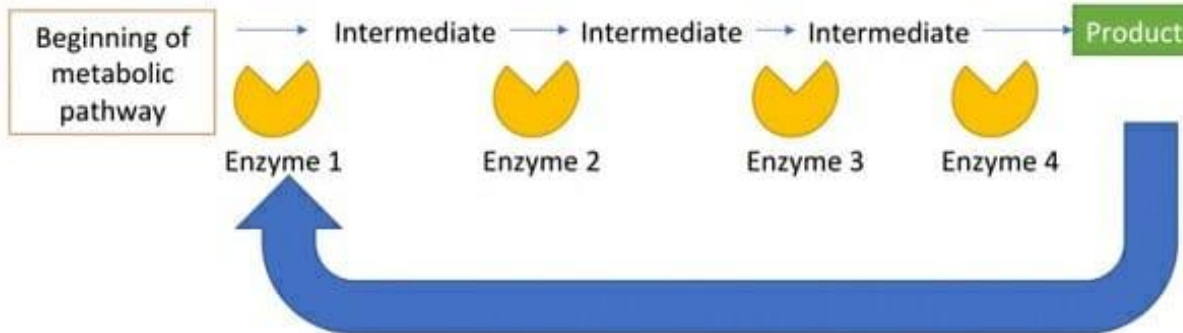 Beginning of
metabolic
pathway
Intermediate
Intermediate
Intermediate
Product
Enzyme 1
Enzyme 2
Enzyme 3
Enzyme 4